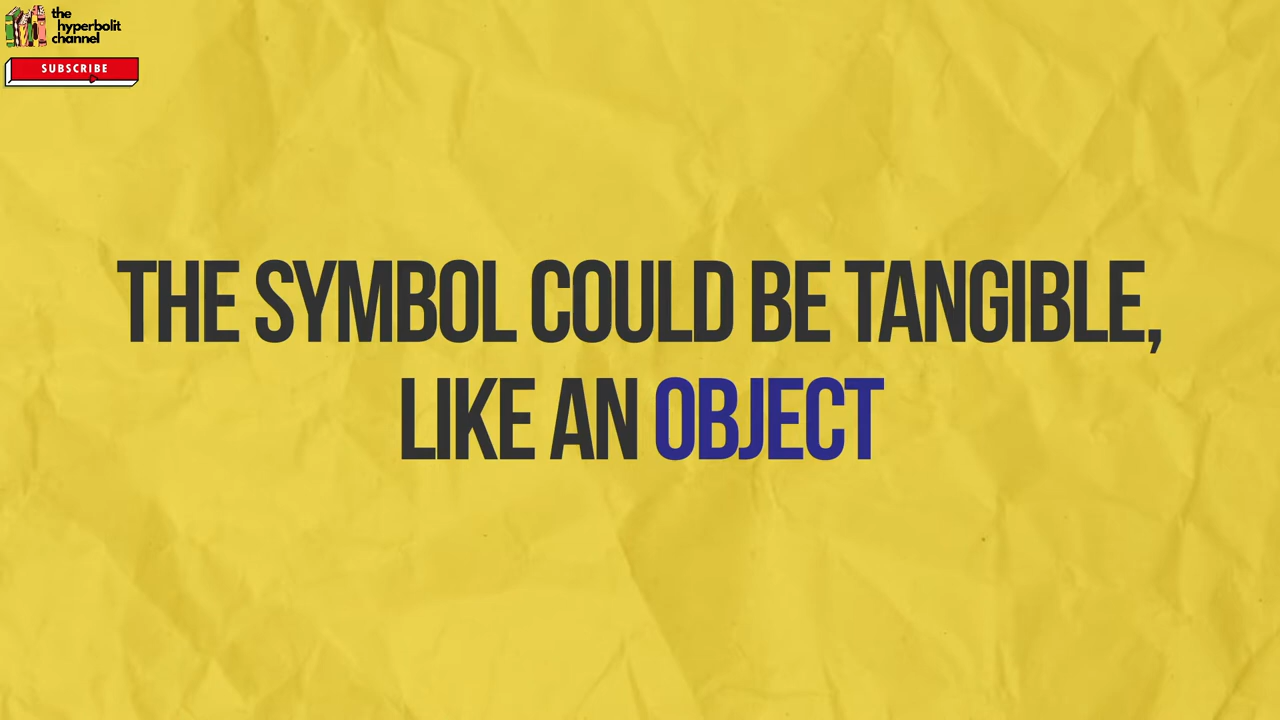 the
hyperbolit
channel
SUBSCRIBE
THE SYMBOL COULD BE TANGIBLE,
LIKE AN OBJECT